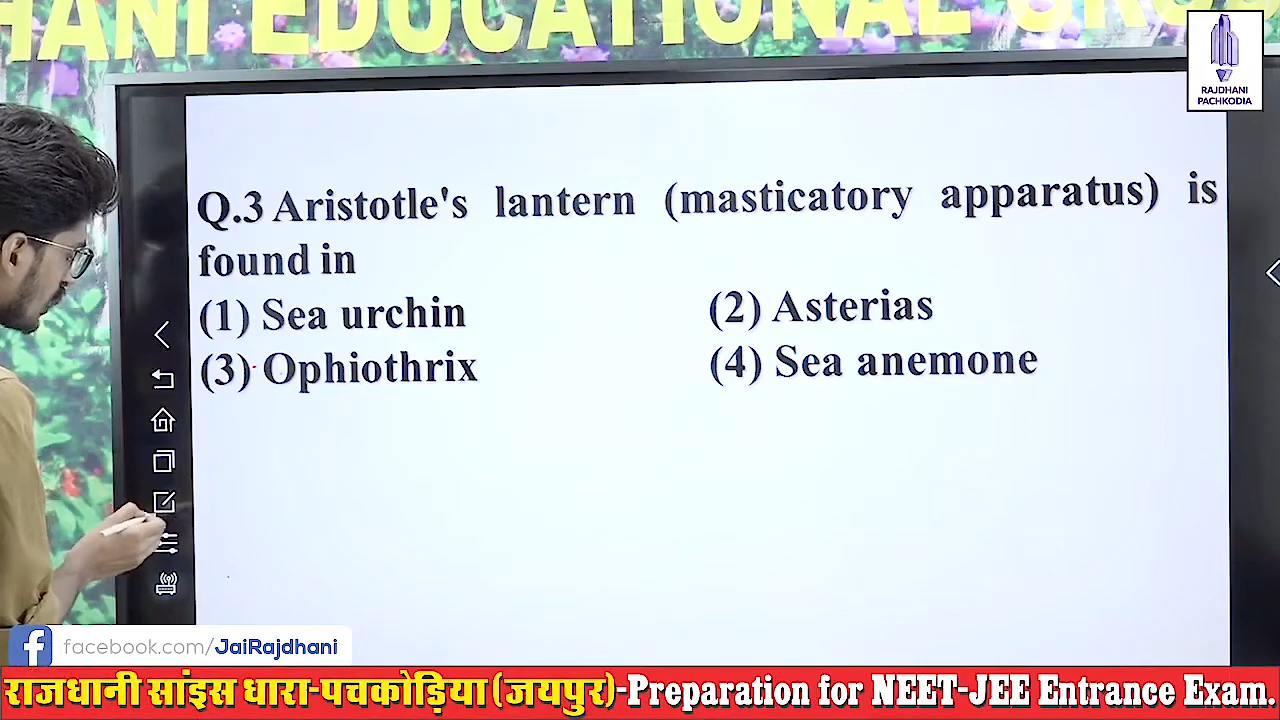 HANI EDUCATIONAL GROU
RAJDHANI
PACHKODIA
Q.3 Aristotle's lantern (masticatory apparatus) is
found in
(1) Sea urchin (2) Asterias
(3) Ophiothrix (4) Sea anemone
facebook.com/JaiRajdhani
राजधानी सांइस धारा-पचकोड़िया (जयपुर)-Preparation for NEET-JEE Entrance Exam.